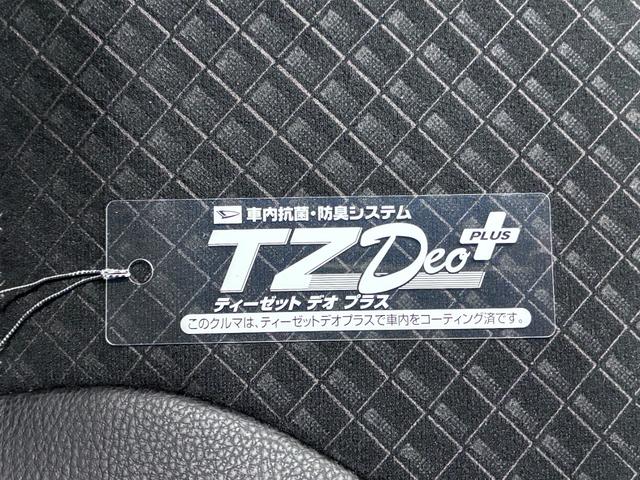 車内抗菌・防臭システム
TZ Deo PLUS
ティーゼット デオ プラス
このクルマは、ティーゼットデオプラスで車内をコーティング済です。